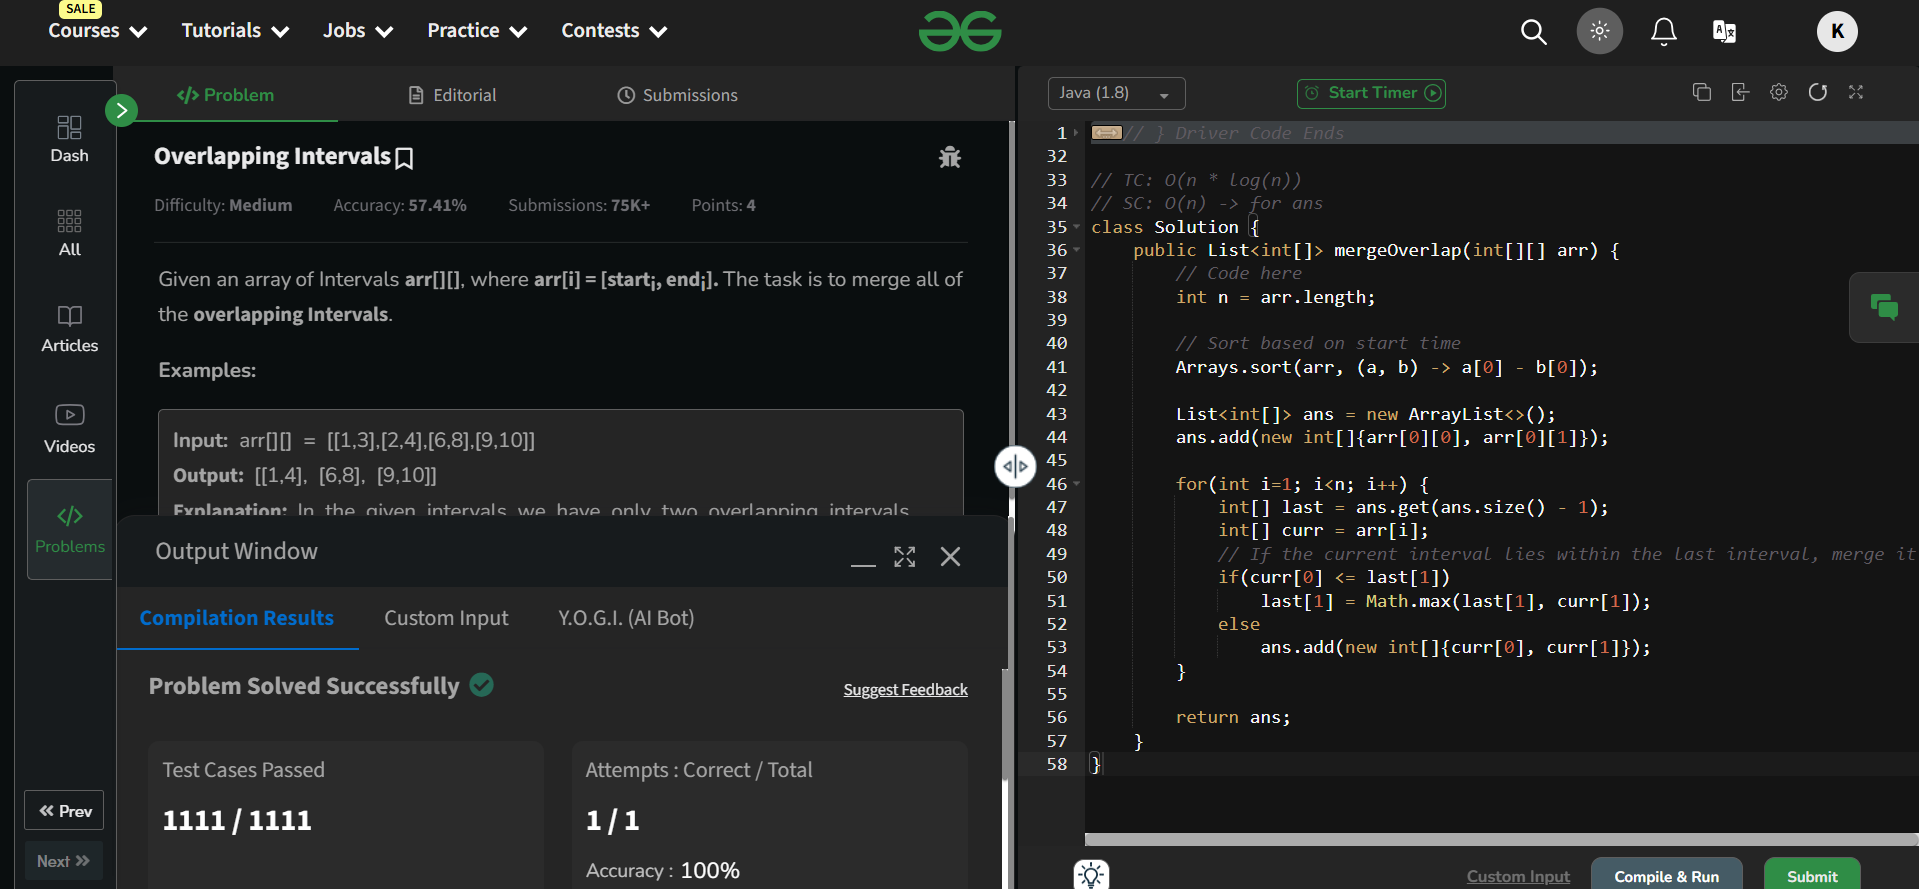 SALE
Courses Tutorials Jobs Practice Contests
K
Dash
All
Articles
Videos
Problems
Prev
Next
Problem Editorial Submissions
Overlapping Intervals
Difficulty: Medium Accuracy: 57.41% Submissions: 75K+ Points: 4
Given an array of Intervals arr[][], where arr[i] = [starti, endi]. The task is to merge all of
the overlapping Intervals.
Examples:
Input: arr[][] = [[1,3],[2,4],[6,8],[9,10]]
Output: [[1,4], [6,8], [9,10]]
Explanation: In the given intervals we have only two overlapping intervals
Output Window
Compilation Results Custom Input Y.O.G.I. (AI Bot)
Problem Solved Successfully
Suggest Feedback
Test Cases Passed
1111 / 1111
Attempts : Correct / Total
1 / 1
Accuracy : 100%
Java (1.8) Start Timer
1 // } Driver Code Ends
32
33 // TC: O(n * log(n))
34 // SC: O(n) -> for ans
35 class Solution {
36 public List<int[]> mergeOverlap(int[][] arr) {
37 // Code here
38 int n = arr.length;
39
40 // Sort based on start time
41 Arrays.sort(arr, (a, b) -> a[0] - b[0]);
42
43 List<int[]> ans = new ArrayList<>();
44 ans.add(new int[]{arr[0][0], arr[0][1]});
45
46 for(int i=1; i<n; i++) {
47 int[] last = ans.get(ans.size() - 1);
48 int[] curr = arr[i];
49 // If the current interval lies within the last interval, merge it
50 if(curr[0] <= last[1])
51 last[1] = Math.max(last[1], curr[1]);
52 else
53 ans.add(new int[]{curr[0], curr[1]});
54 }
55
56 return ans;
57 }
58 }
Custom Input Compile & Run Submit